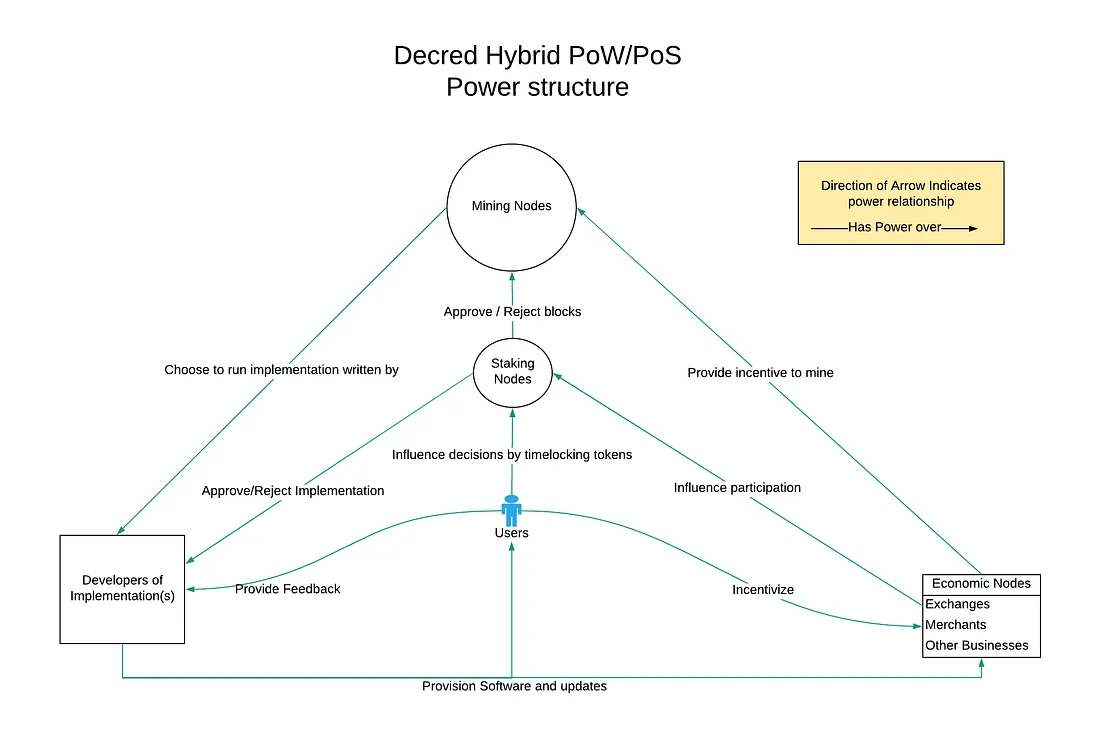 Decred Hybrid PoW/PoS
Power structure
Mining Nodes
Direction of Arrow Indicates
power relationship
Has Power over
Approve / Reject blocks
Staking
Nodes
Choose to run implementation written by
Provide incentive to mine
Influence decisions by timelocking tokens
Approve/Reject Implementation
Influence participation
Users
Developers of
Implementation(s)
Provide Feedback
Incentivize
Economic Nodes
Exchanges
Merchants
Other Businesses
Provision Software and updates